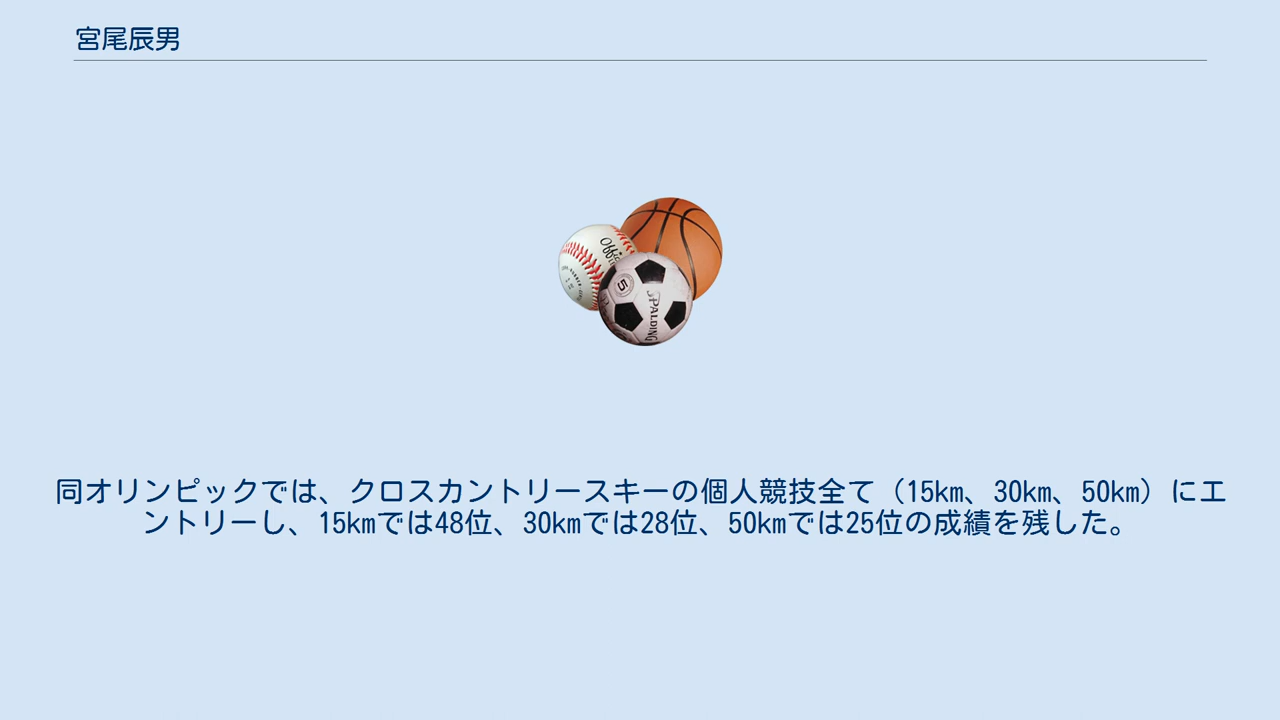 宮尾辰男
Offic
5
SPALDING
同オリンピックでは、クロスカントリースキーの個人競技全て（15km、30km、50km）にエ
ントリーし、15kmでは48位、30kmでは28位、50kmでは25位の成績を残した。